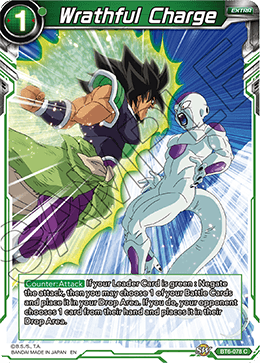 1
Wrathful Charge
EXTRA
Counter:Attack If your Leader Card is green : Negate
the attack, then you may choose 1 of your Battle Cards
and place it in your Drop Area. If you do, your opponent
chooses 1 card from their hand and places it in their
Drop Area.
©B.S./S., T.A.
BANDAI MADE IN JAPAN EN
BT6-078 C